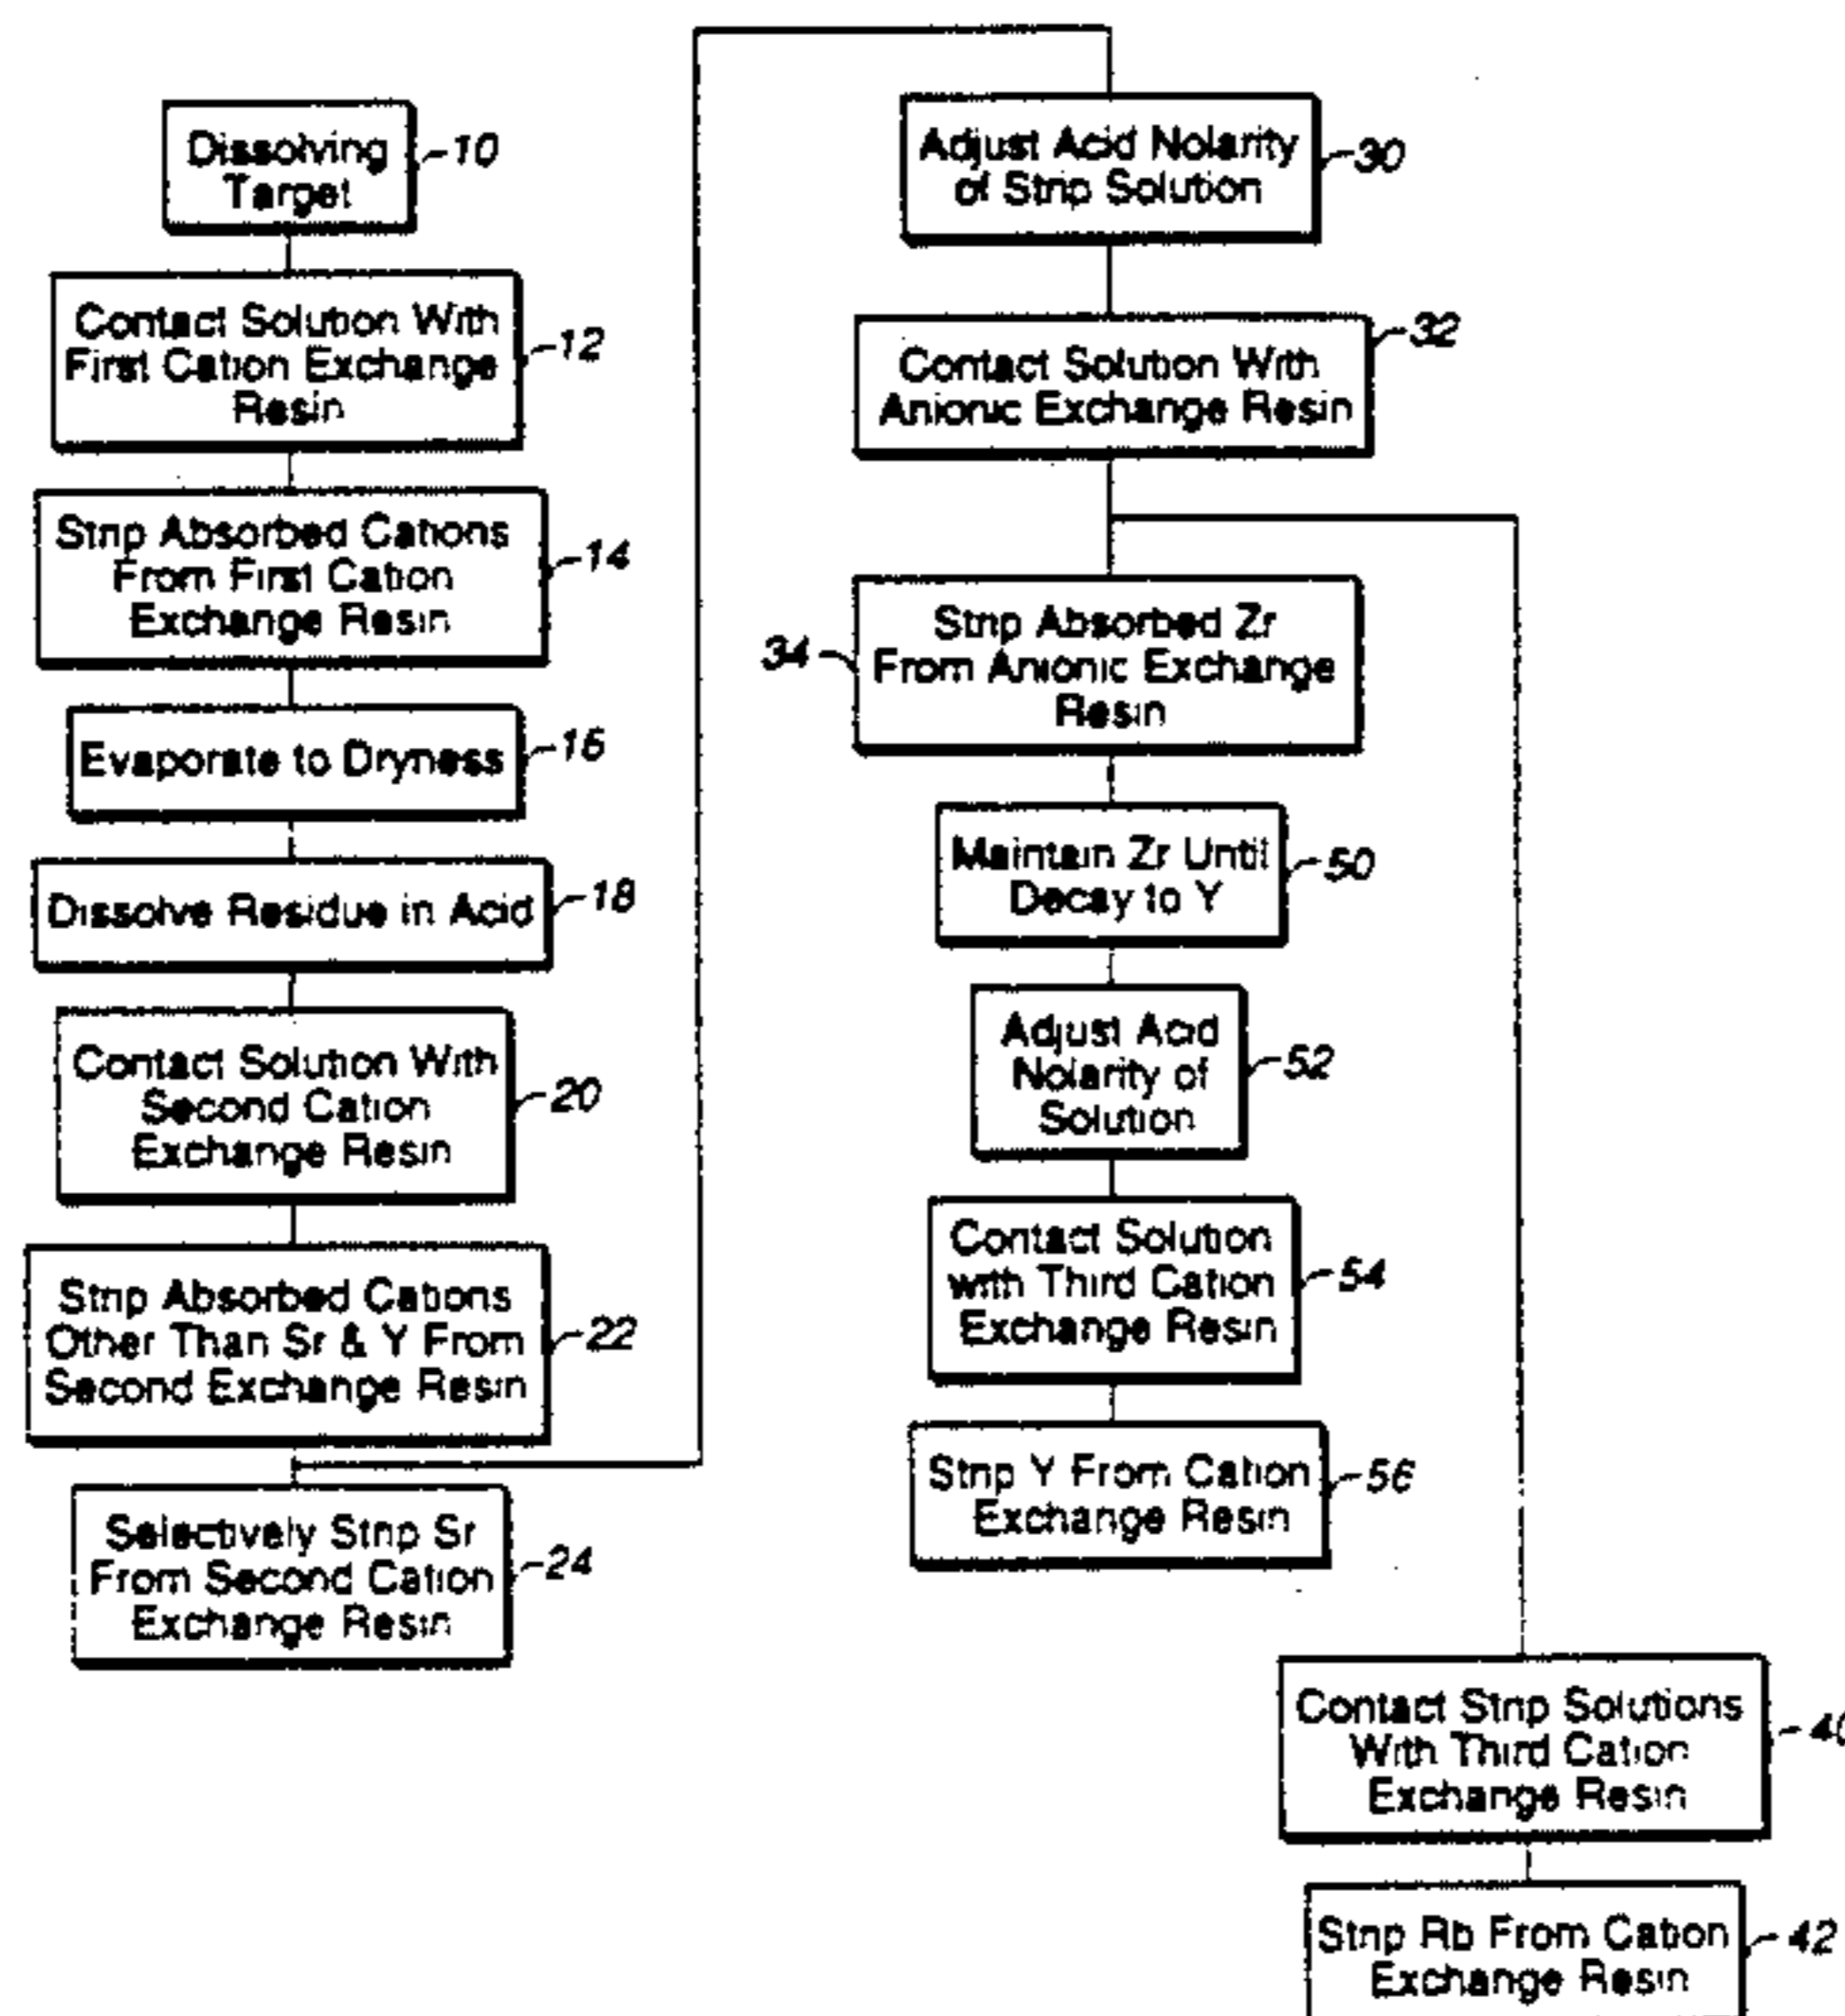 Dissolving
Target
10
Contact Solution With
First Cation Exchange
Resin
12
Strip Absorbed Cations
From First Cation
Exchange Resin
14
Evaporate to Dryness
16
Dissolve Residue in Acid
18
Contact Solution With
Second Cation
Exchange Resin
20
Strip Absorbed Cations
Other Than Sr & Y From
Second Exchange Resin
22
Selectively Strip Sr
From Second Cation
Exchange Resin
24
Adjust Acid Nolarity
of Strip Solution
30
Contact Solution With
Anionic Exchange Resin
32
Strip Absorbed Zr
From Anionic Exchange
Resin
34
Maintain Zr Until
Decay to Y
50
Adjust Acid
Nolarity of
Solution
52
Contact Solution
with Third Cation
Exchange Resin
54
Strip Y From Cation
Exchange Resin
56
Contact Strip Solutions
With Third Cation
Exchange Resin
40
Strip Rb From Cation
Exchange Resin
42